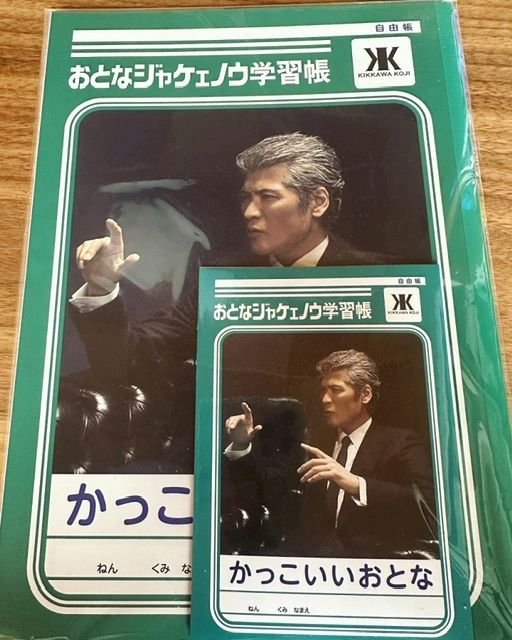 自由帳
おとなジャケェノウ学習帳
KK
KIKKAWA KOJI
かっこ
ねん くみ な
自由帳
おとなジャケェノウ学習帳
KK
KIKKAWA KOJI
かっこいいおとな
ねん くみ なまえ